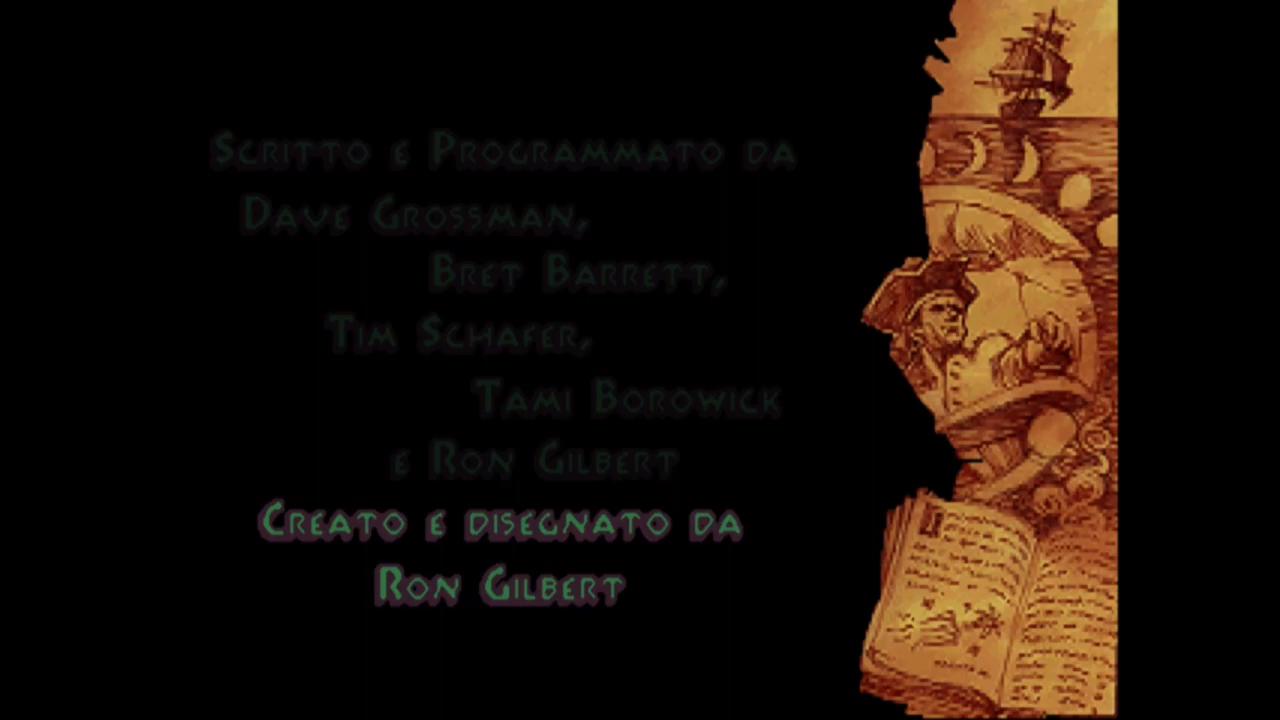 Scritto e Programmato da
Dave Grossman,
Bret Barrett,
Tim Schafer,
Tami Borowick
e Ron Gilbert
Creato e disegnato da
Ron Gilbert